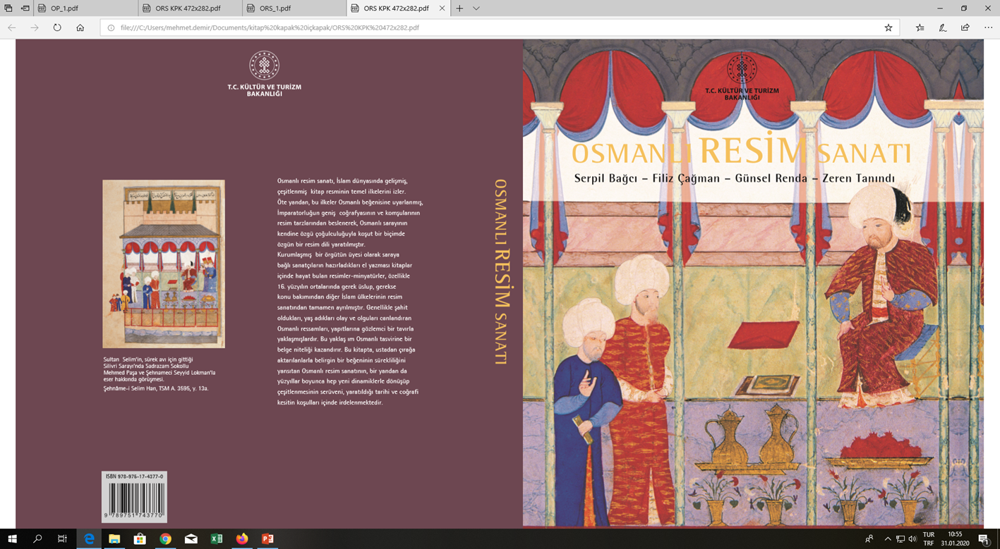 OP_1.pdf
ORS KPK 472x282.pdf
ORS_1.pdf
ORS KPK 472x282.pdf
file:///C:/Users/mehmet.demir/Documents/kitap%20kapak%20içkapak/ORS%20KPK%20472x282.pdf
T.C. KÜLTÜR VE TURİZM
BAKANLIĞI
Osmanlı resim sanatı, İslam dünyasında gelişmiş,
çeşitlenmiş kitap resminin temel ilkelerini izler.
Öte yandan, bu ilkeler Osmanlı beğenisine uyarlanmış,
İmparatorluğun geniş coğrafyasının ve komşularının
resim tarzlarından beslenerek, Osmanlı sarayının
kendine özgü çoğulculuğuyla koşut bir biçimde
özgün bir resim dili yaratılmıştır.
Kurumlaşmış bir örgütün üyesi olarak saraya
bağlı sanatçıların hazırladıkları el yazması kitaplar
içinde hayat bulan resimler-minyatürler, özellikle
16. yüzyılın ortalarında gerek üslup, gerekse
konu bakımından diğer İslam ülkelerinin resim
sanatından tamamen ayrılmıştır. Genellikle şahit
oldukları, yaş adıkları olay ve olguları canlandıran
Osmanlı ressamları, yapıtlarına gözlemci bir tavırla
yaklaşmışlardır. Bu yaklaş ım Osmanlı tasvirine bir
belge niteliği kazandırır. Bu kitapta, ustadan çırağa
aktarılanlarla belirgin bir beğeninin sürekliliğini
yansıtan Osmanlı resim sanatının, bir yandan da
yüzyıllar boyunca hep yeni dinamiklerle dönüşüp
çeşitlenmesinin serüveni, yaratıldığı tarihi ve coğrafi
kesitin koşulları içinde irdelenmektedir.
Sultan Selim'in, sürek avı için gittiği
Silivri Sarayı'nda Sadrazam Sokollu
Mehmed Paşa ve Şehnameci Seyyid Lokman'la
eser hakkında görüşmesi.
Şehnâme-i Selim Han, TSM A. 3595, y. 13a.
ISBN 978-975-17-4377-0
9 789751 743770
OSMANLI RESİM SANATI
T.C. KÜLTÜR VE TURİZM
BAKANLIĞI
OSMANLI RESİM SANATI
Serpil Bağcı – Filiz Çağman – Günsel Renda – Zeren Tanındı
TUR
TRF
10:55
31.01.2020
1